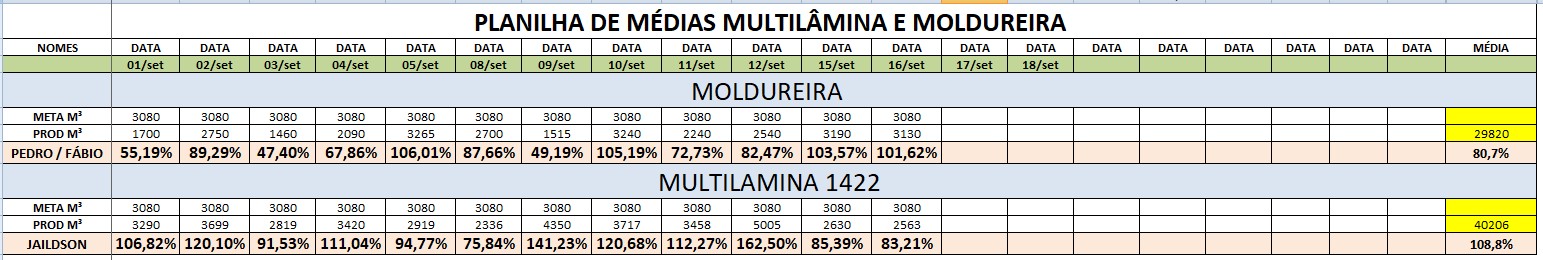 PLANILHA DE MÉDIAS MULTILÂMINA E MOLDUREIRA
NOMES DATA DATA DATA DATA DATA DATA DATA DATA DATA DATA DATA DATA DATA DATA DATA DATA DATA DATA DATA DATA MÉDIA
01/set 02/set 03/set 04/set 05/set 08/set 09/set 10/set 11/set 12/set 15/set 16/set 17/set 18/set
MOLDUREIRA
META M³ 3080 3080 3080 3080 3080 3080 3080 3080 3080 3080 3080 3080
PROD M³ 1700 2750 1460 2090 3265 2700 1515 3240 2240 2540 3190 3130 29820
PEDRO / FÁBIO 55,19% 89,29% 47,40% 67,86% 106,01% 87,66% 49,19% 105,19% 72,73% 82,47% 103,57% 101,62% 80,7%
MULTILAMINA 1422
META M³ 3080 3080 3080 3080 3080 3080 3080 3080 3080 3080 3080 3080
PROD M³ 3290 3699 2819 3420 2919 2336 4350 3717 3458 5005 2630 2563 40206
JAILDSON 106,82% 120,10% 91,53% 111,04% 94,77% 75,84% 141,23% 120,68% 112,27% 162,50% 85,39% 83,21% 108,8%